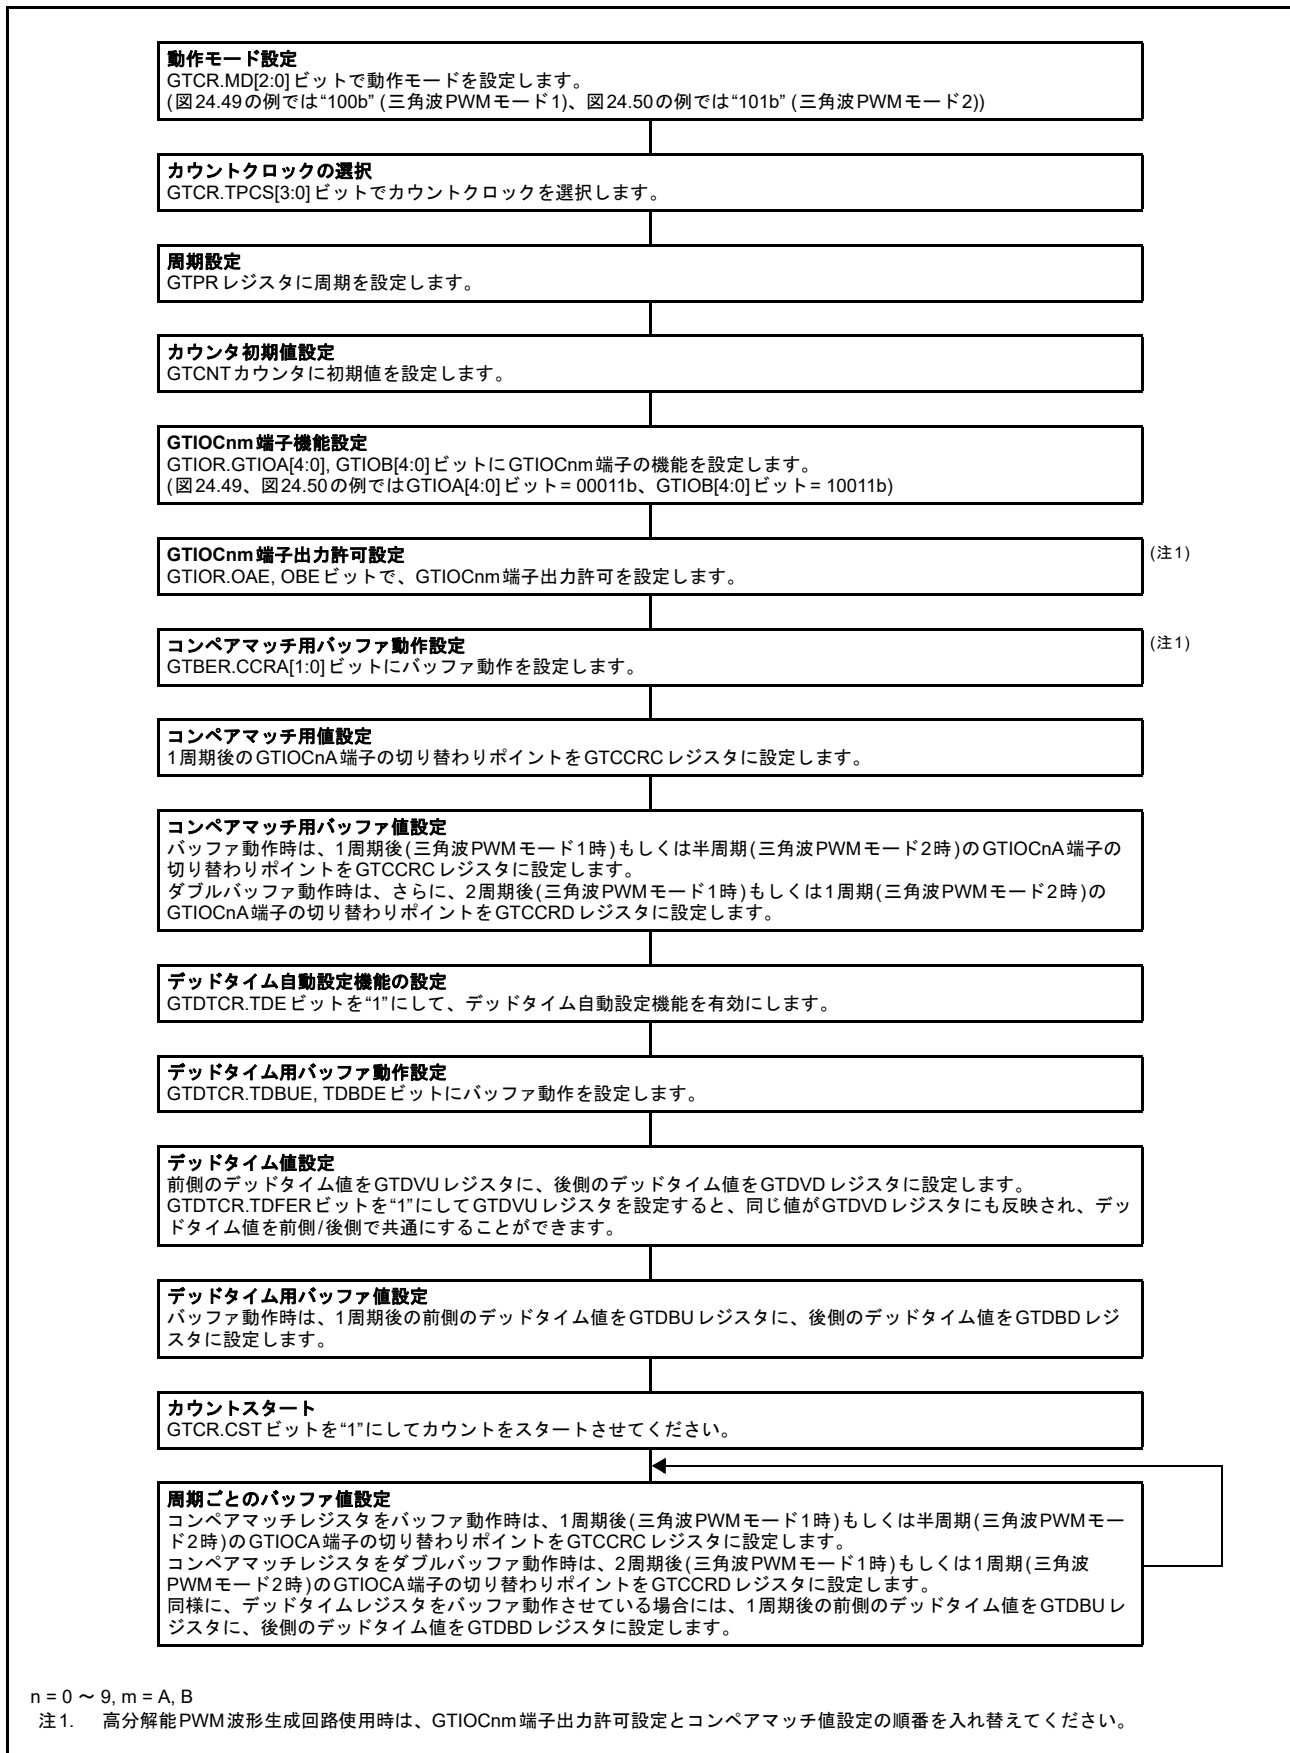 動作モード設定
GTCR.MD[2:0]ビットで動作モードを設定します。
(図24.49の例では“100b” (三角波PWMモード1)、図24.50の例では“101b” (三角波PWMモード2))
カウントクロックの選択
GTCR.TPCS[3:0]ビットでカウントクロックを選択します。
周期設定
GTPRレジスタに周期を設定します。
カウンタ初期値設定
GTCNTカウンタに初期値を設定します。
GTIOCnm端子機能設定
GTIOR.GTIOA[4:0], GTIOB[4:0]ビットにGTIOCnm端子の機能を設定します。
(図24.49、図24.50の例ではGTIOA[4:0]ビット= 00011b、GTIOB[4:0]ビット= 10011b)
GTIOCnm端子出力許可設定 (注1)
GTIOR.OAE, OBEビットで、GTIOCnm端子出力許可を設定します。
コンペアマッチ用バッファ動作設定 (注1)
GTBER.CCRA[1:0]ビットにバッファ動作を設定します。
コンペアマッチ用値設定
1周期後のGTIOCnA端子の切り替わりポイントをGTCCRCレジスタに設定します。
コンペアマッチ用バッファ値設定
バッファ動作時は、1周期後(三角波PWMモード1時)もしくは半周期(三角波PWMモード2時)のGTIOCnA端子の
切り替わりポイントをGTCCRCレジスタに設定します。
ダブルバッファ動作時は、さらに、2周期後(三角波PWMモード1時)もしくは1周期(三角波PWMモード2時)の
GTIOCnA端子の切り替わりポイントをGTCCRDレジスタに設定します。
デッドタイム自動設定機能の設定
GTDTCR.TDEビットを“1”にして、デッドタイム自動設定機能を有効にします。
デッドタイム用バッファ動作設定
GTDTCR.TDBUE, TDBDEビットにバッファ動作を設定します。
デッドタイム値設定
前側のデッドタイム値をGTDVUレジスタに、後側のデッドタイム値をGTDVDレジスタに設定します。
GTDTCR.TDFERビットを“1”にしてGTDVUレジスタを設定すると、同じ値がGTDVDレジスタにも反映され、デッ
ドタイム値を前側/後側で共通にすることができます。
デッドタイム用バッファ値設定
バッファ動作時は、1周期後の前側のデッドタイム値をGTDBUレジスタに、後側のデッドタイム値をGTDBDレジ
スタに設定します。
カウントスタート
GTCR.CSTビットを“1”にしてカウントをスタートさせてください。
周期ごとのバッファ値設定
コンペアマッチレジスタをバッファ動作時は、1周期後(三角波PWMモード1時)もしくは半周期(三角波PWMモー
ド2時)のGTIOCA端子の切り替わりポイントをGTCCRCレジスタに設定します。
コンペアマッチレジスタをダブルバッファ動作時は、2周期後(三角波PWMモード1時)もしくは1周期(三角波
PWMモード2時)のGTIOCA端子の切り替わりポイントをGTCCRDレジスタに設定します。
同様に、デッドタイムレジスタをバッファ動作させている場合には、1周期後の前側のデッドタイム値をGTDBUレ
ジスタに、後側のデッドタイム値をGTDBDレジスタに設定します。
n = 0 ～ 9, m = A, B
注1. 高分解能PWM波形生成回路使用時は、GTIOCnm端子出力許可設定とコンペアマッチ値設定の順番を入れ替えてください。